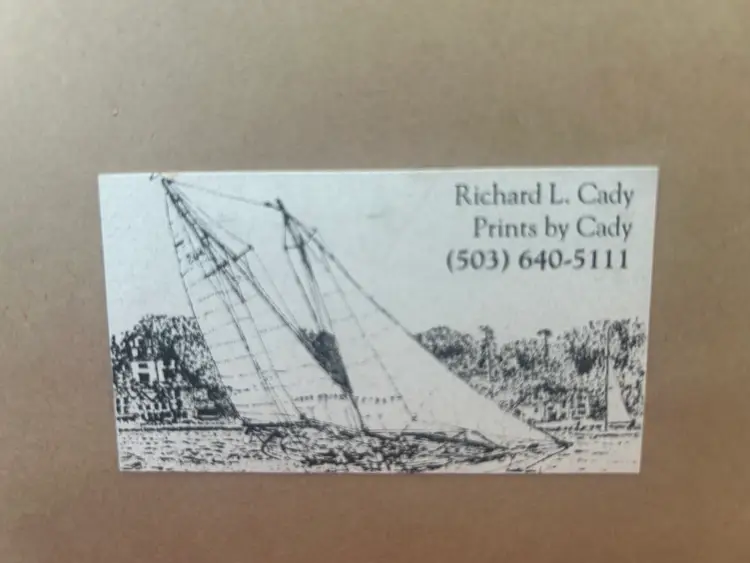 Richard L. Cady
Prints by Cady
(503) 640-5111